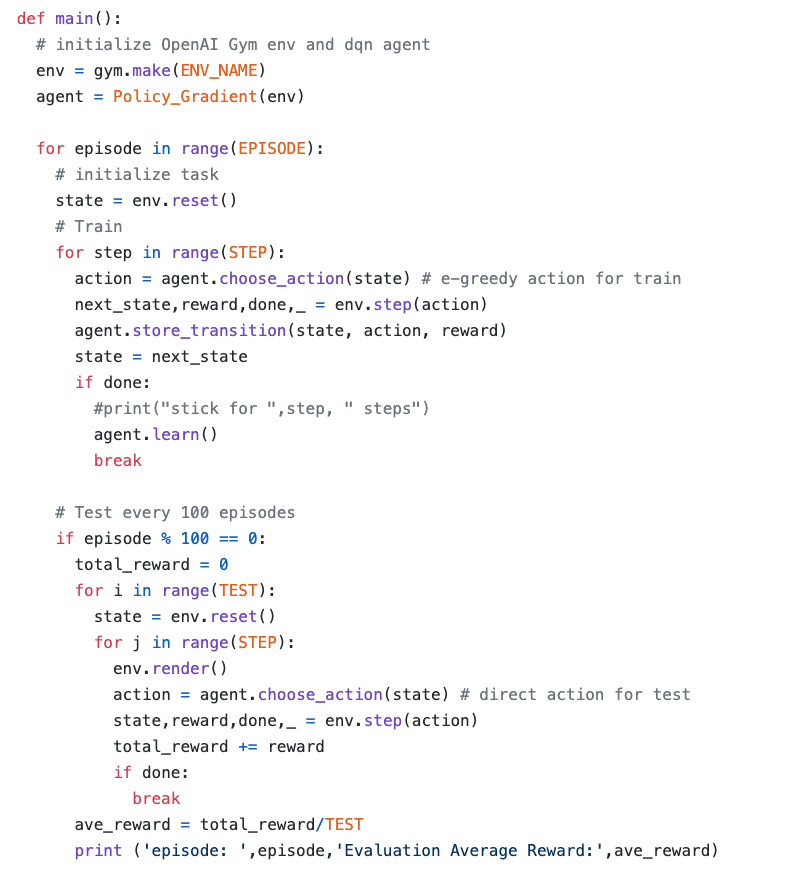 def main():
  # initialize OpenAI Gym env and dqn agent
  env = gym.make(ENV_NAME)
  agent = Policy_Gradient(env)

  for episode in range(EPISODE):
    # initialize task
    state = env.reset()
    # Train
    for step in range(STEP):
      action = agent.choose_action(state) # e-greedy action for train
      next_state,reward,done,_ = env.step(action)
      agent.store_transition(state, action, reward)
      state = next_state
      if done:
        #print("stick for ",step, " steps")
        agent.learn()
        break

    # Test every 100 episodes
    if episode % 100 == 0:
      total_reward = 0
      for i in range(TEST):
        state = env.reset()
        for j in range(STEP):
          env.render()
          action = agent.choose_action(state) # direct action for test
          state,reward,done,_ = env.step(action)
          total_reward += reward
          if done:
            break
      ave_reward = total_reward/TEST
      print ('episode: ',episode,'Evaluation Average Reward:',ave_reward)